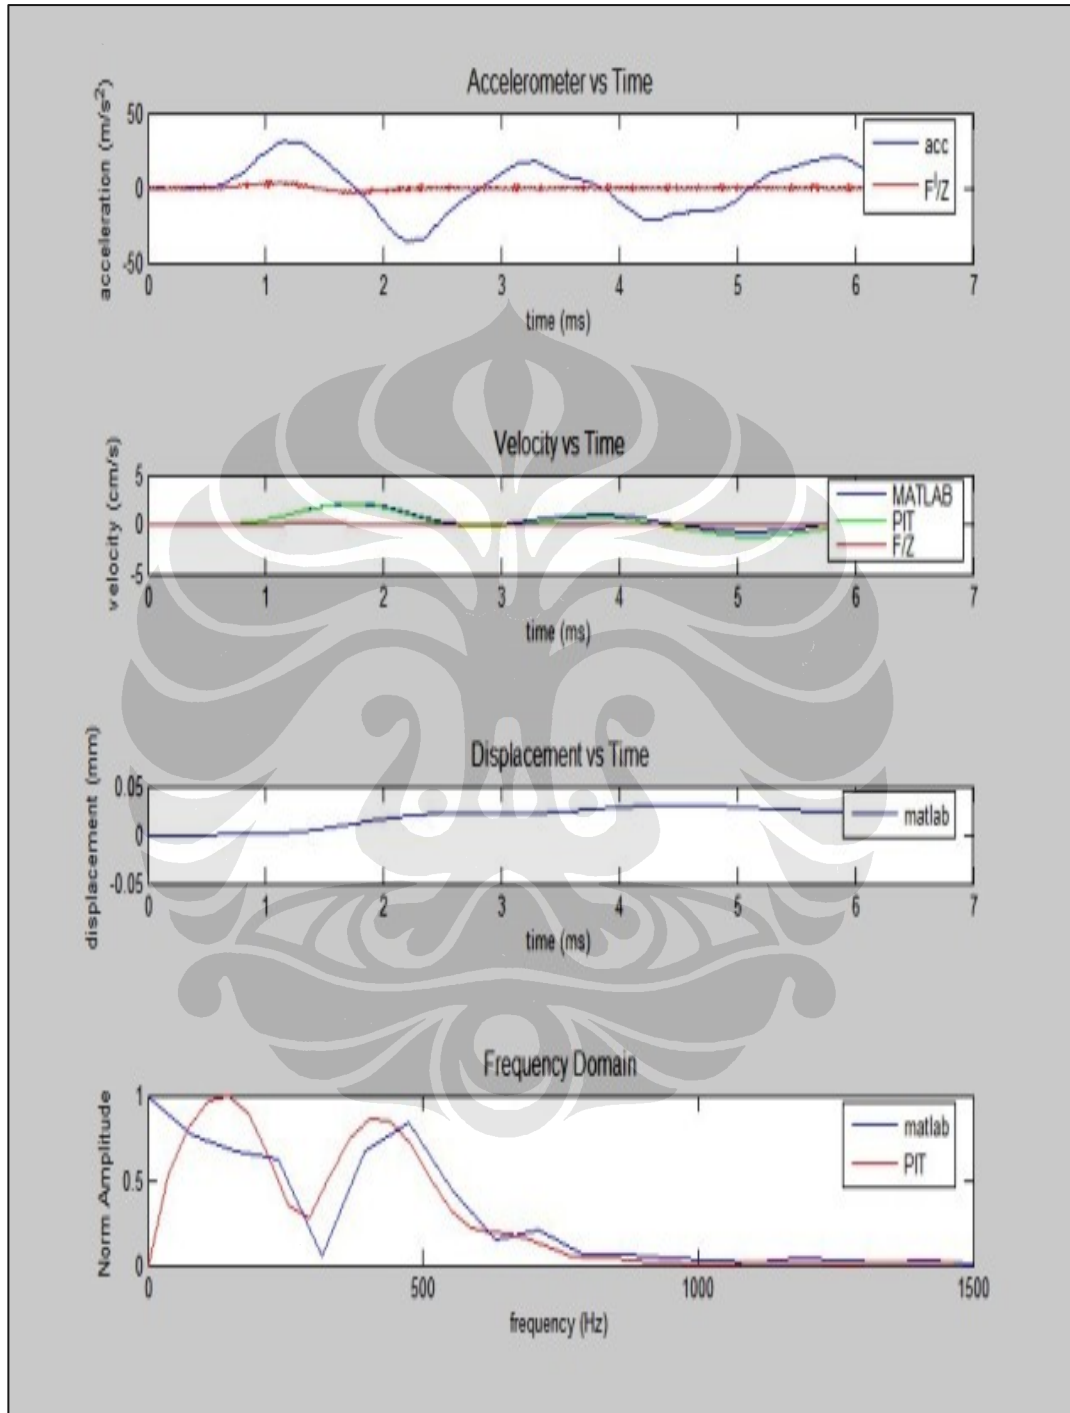 Accelerometer vs Time
acceleration (m/s²)
50
0
-50
acc
F|/Z
0 1 2 3 4 5 6 7
time (ms)
Velocity vs Time
velocity (cm/s)
5
0
-5
MATLAB
PIT
F/Z
0 1 2 3 4 5 6 7
time (ms)
Displacement vs Time
displacement (mm)
0.05
0
-0.05
matlab
0 1 2 3 4 5 6 7
time (ms)
Frequency Domain
Norm Amplitude
1
0.5
0
matlab
PIT
0 500 1000 1500
frequency (Hz)